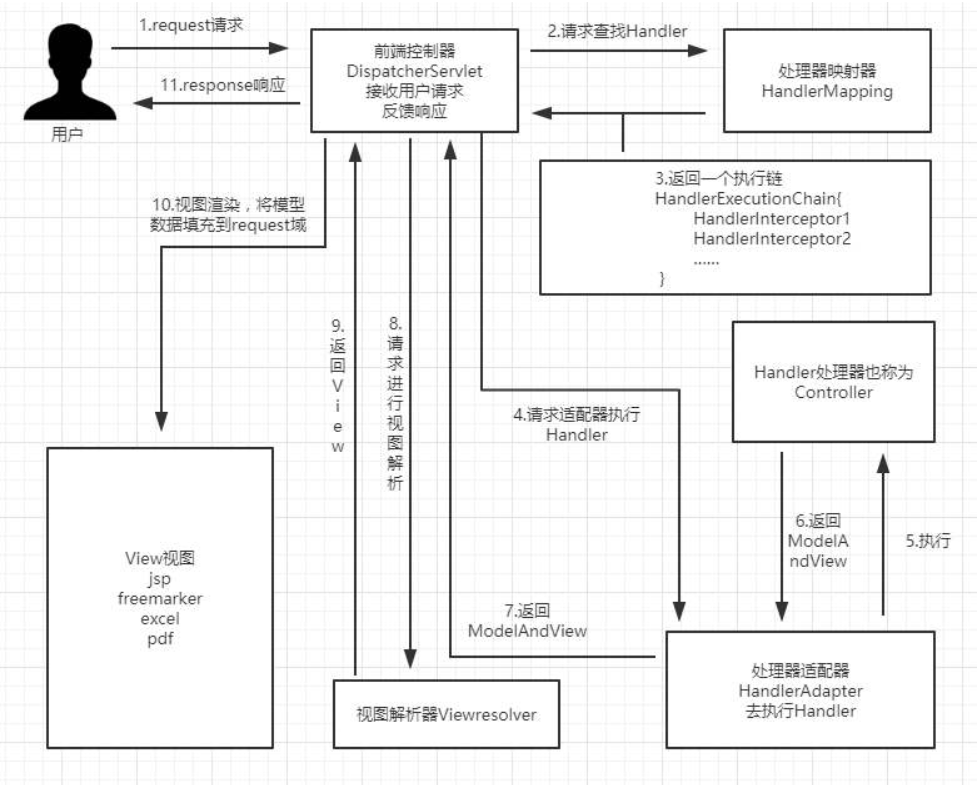 1.request请求
11.response响应
用户
前端控制器
DispatcherServlet
接收用户请求
反馈响应
2.请求查找Handler
处理器映射器
HandlerMapping
3.返回一个执行链
HandlerExecutionChain{
HandlerInterceptor1
HandlerInterceptor2
......
}
10.视图渲染，将模型
数据填充到request域
9.
返
回
V
i
e
w
8.
请
求
进
行
视
图
解
析
4.请求适配器执行
Handler
Handler处理器也称为
Controller
6.返回
ModelA
ndView
5.执行
View视图
jsp
freemarker
excel
pdf
7.返回
ModelAndView
视图解析器Viewresolver
处理器适配器
HandlerAdapter
去执行Handler